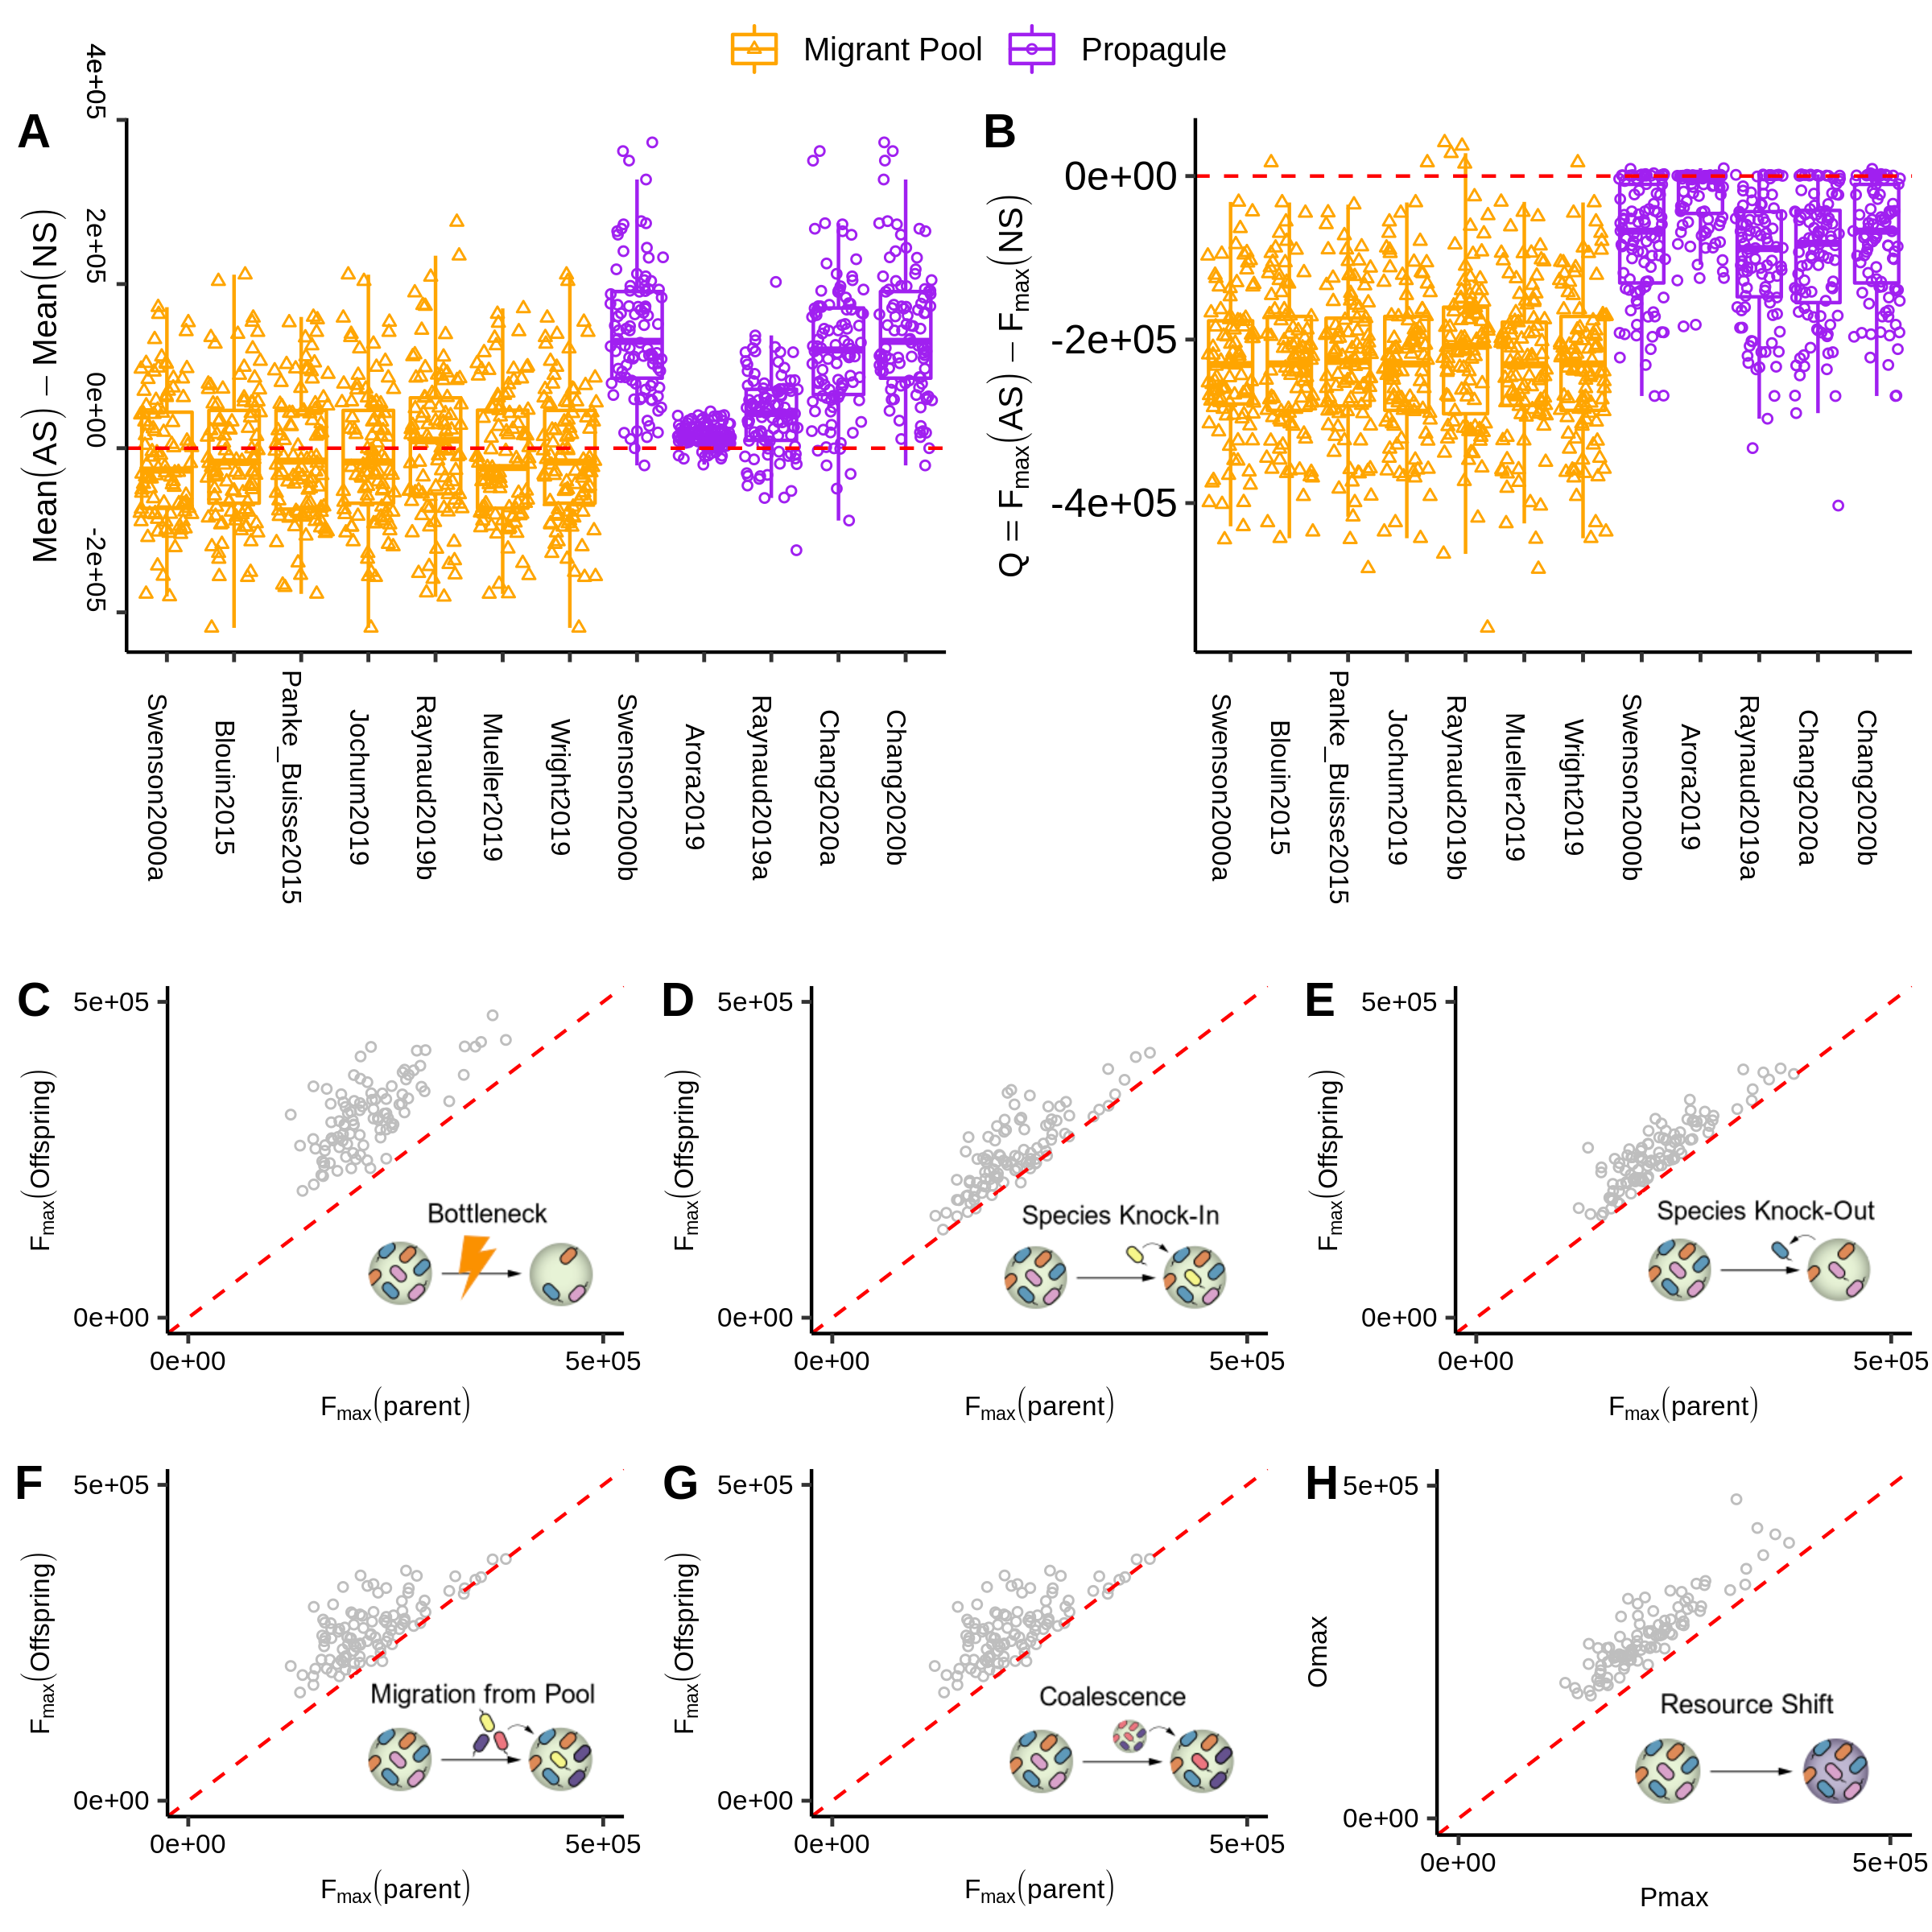 Migrant Pool Propagule
A
4e+05
2e+05
0e+00
-2e+05
Mean(AS) − Mean(NS)
Swenson2000a
Blouin2015
Panke_Buisse2015
Jochum2019
Raynaud2019b
Mueller2019
Wright2019
Swenson2000b
Arora2019
Raynaud2019a
Chang2020a
Chang2020b
B
0e+00
-2e+05
-4e+05
Q = Fmax(AS) − Fmax(NS)
Swenson2000a
Blouin2015
Panke_Buisse2015
Jochum2019
Raynaud2019b
Mueller2019
Wright2019
Swenson2000b
Arora2019
Raynaud2019a
Chang2020a
Chang2020b
C
5e+05
0e+00
Fmax(Offspring)
Bottleneck
0e+00 5e+05
Fmax(parent)
D
5e+05
0e+00
Fmax(Offspring)
Species Knock-In
0e+00 5e+05
Fmax(parent)
E
5e+05
0e+00
Fmax(Offspring)
Species Knock-Out
0e+00 5e+05
Fmax(parent)
F
5e+05
0e+00
Fmax(Offspring)
Migration from Pool
0e+00 5e+05
Fmax(parent)
G
5e+05
0e+00
Fmax(Offspring)
Coalescence
0e+00 5e+05
Fmax(parent)
H
5e+05
0e+00
Omax
Resource Shift
0e+00 5e+05
Pmax